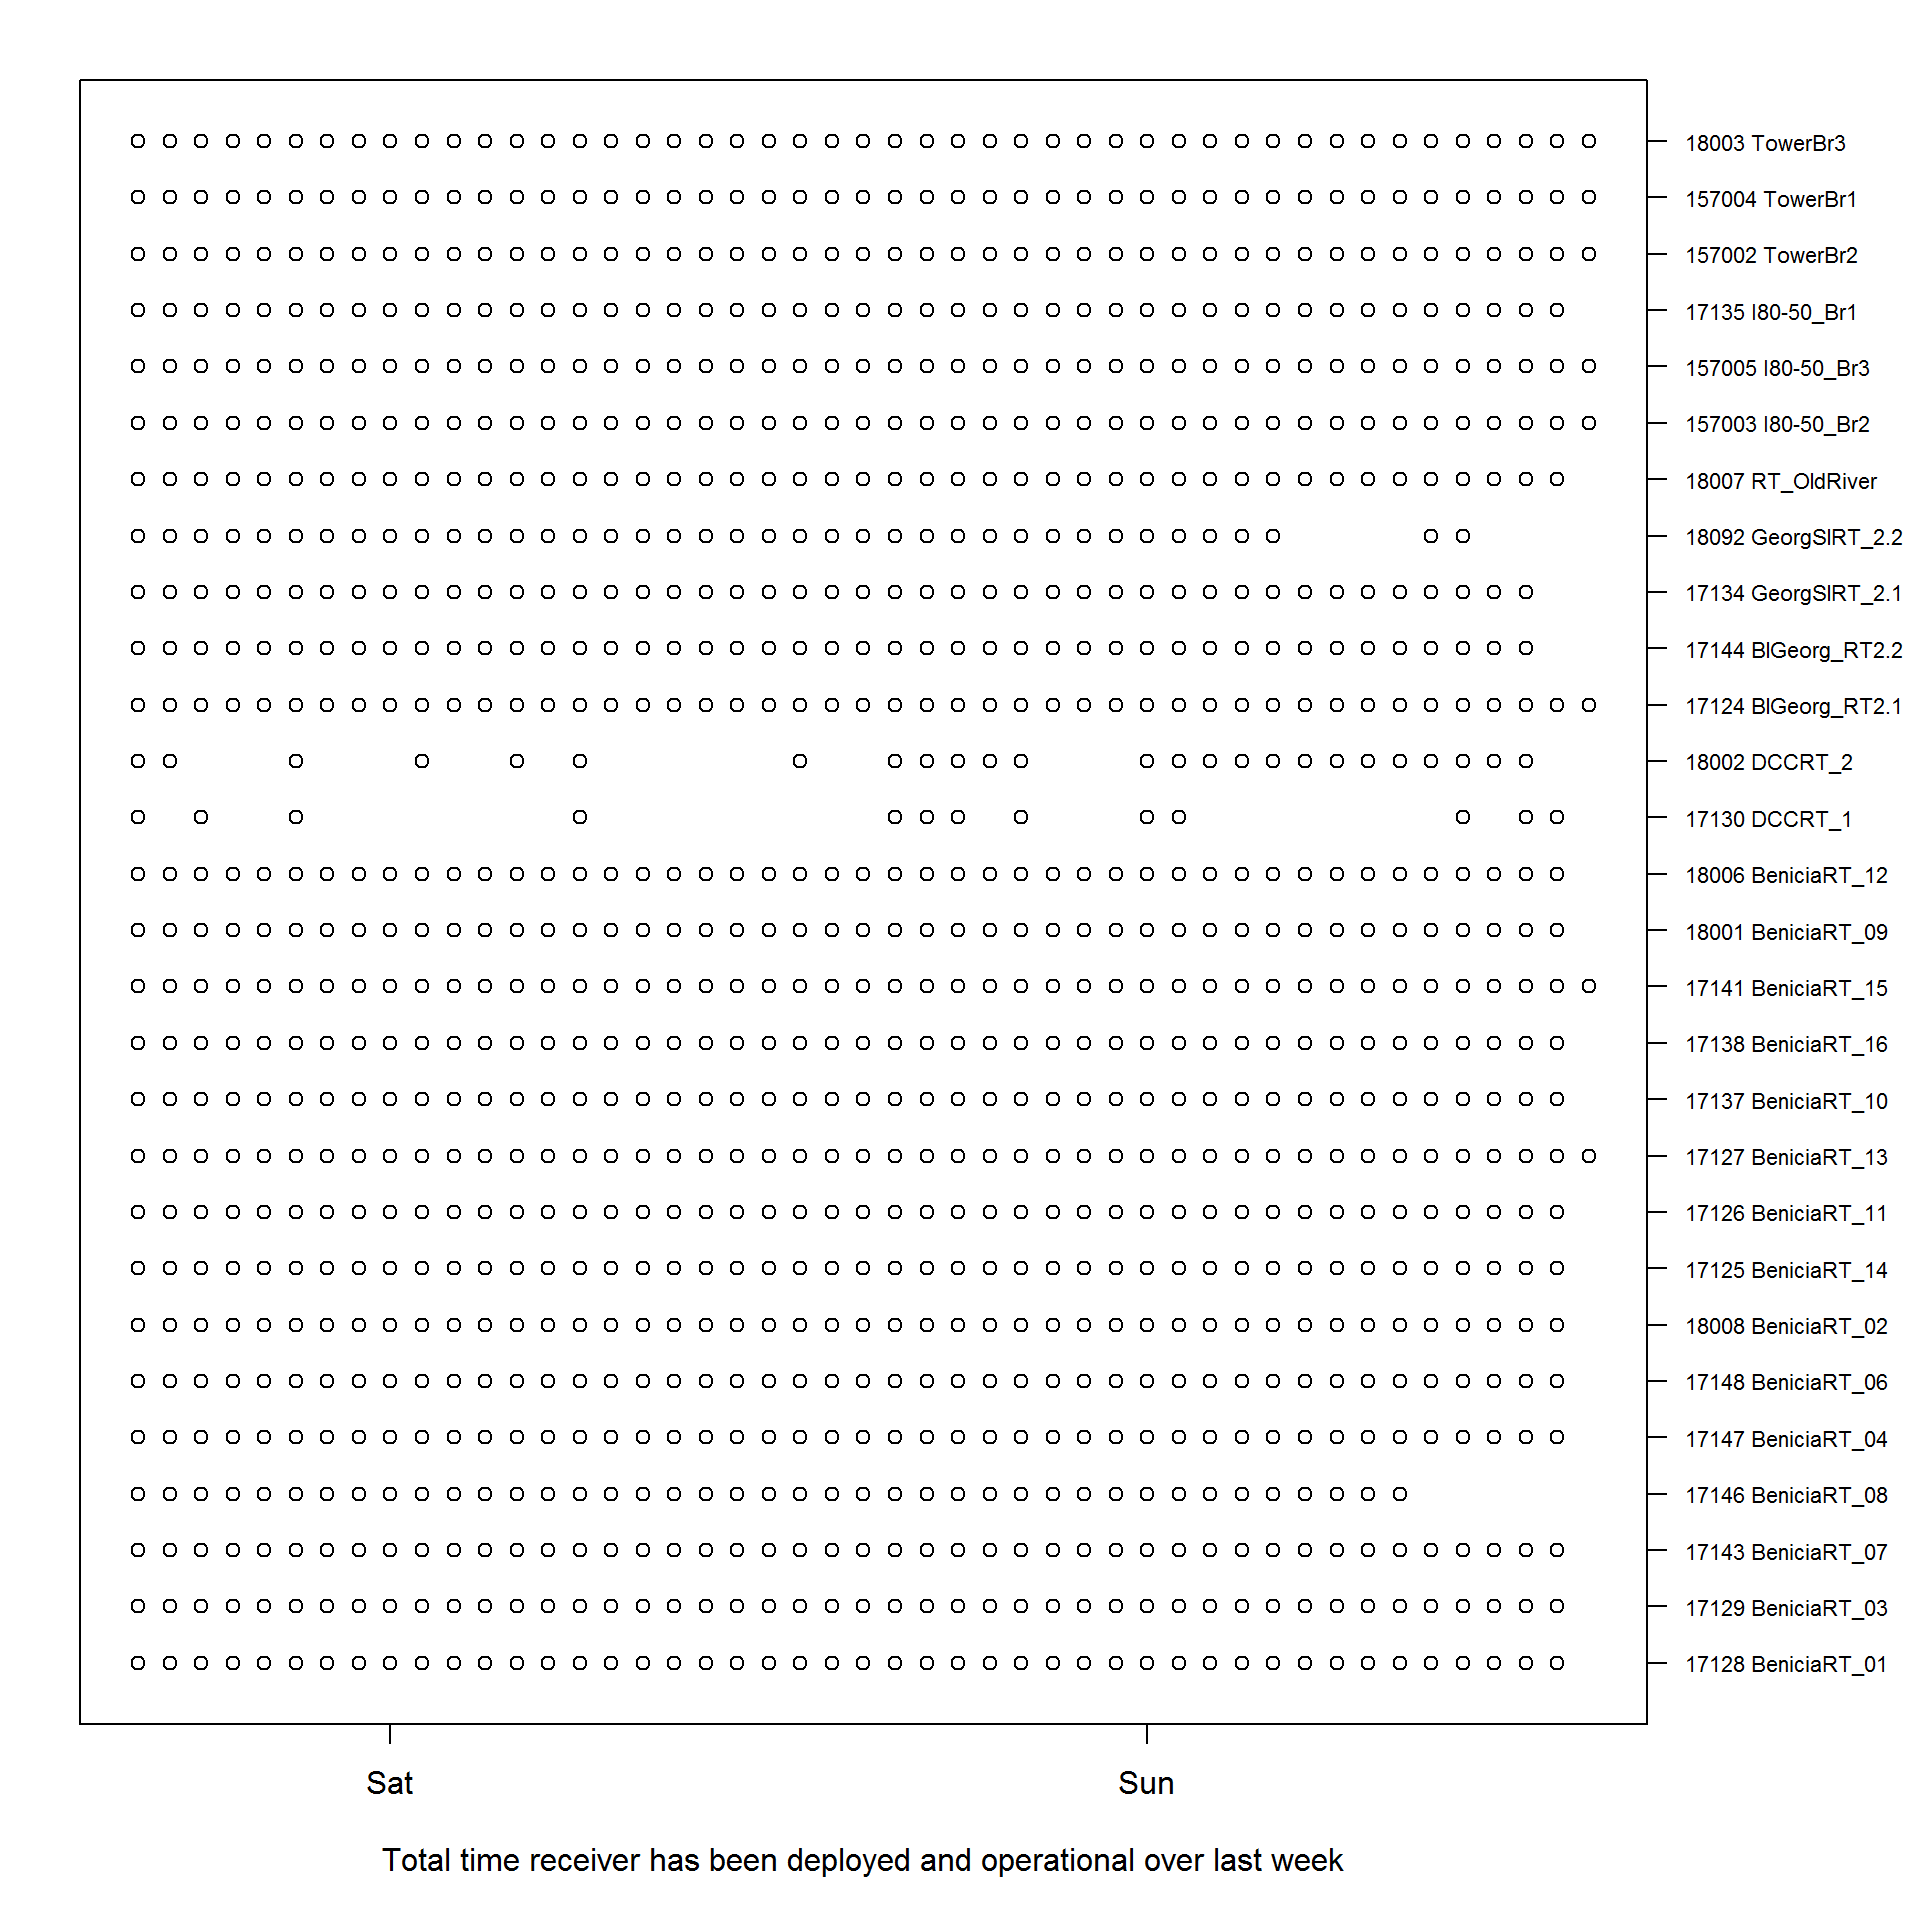 18003 TowerBr3
157004 TowerBr1
157002 TowerBr2
17135 I80-50_Br1
157005 I80-50_Br3
157003 I80-50_Br2
18007 RT_OldRiver
18092 GeorgSlRT_2.2
17134 GeorgSlRT_2.1
17144 BlGeorg_RT2.2
17124 BlGeorg_RT2.1
18002 DCCRT_2
17130 DCCRT_1
18006 BeniciaRT_12
18001 BeniciaRT_09
17141 BeniciaRT_15
17138 BeniciaRT_16
17137 BeniciaRT_10
17127 BeniciaRT_13
17126 BeniciaRT_11
17125 BeniciaRT_14
18008 BeniciaRT_02
17148 BeniciaRT_06
17147 BeniciaRT_04
17146 BeniciaRT_08
17143 BeniciaRT_07
17129 BeniciaRT_03
17128 BeniciaRT_01
Sat Sun
Total time receiver has been deployed and operational over last week